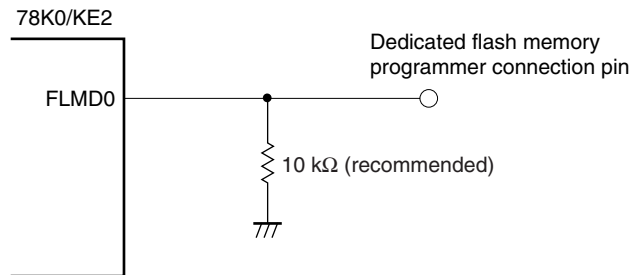 78K0/KE2
Dedicated flash memory
programmer connection pin
FLMD0
10 kΩ (recommended)